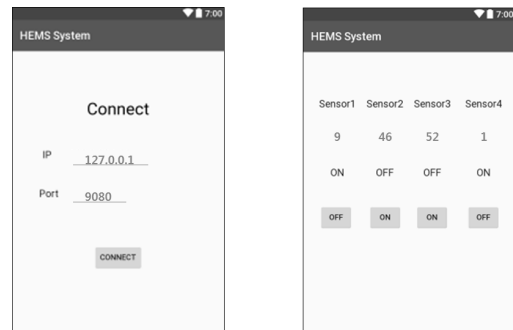 7:00
HEMS System
Connect
IP 127.0.0.1
Port 9080
CONNECT
7:00
HEMS System
Sensor1 Sensor2 Sensor3 Sensor4
9 46 52 1
ON OFF OFF ON
OFF ON ON OFF